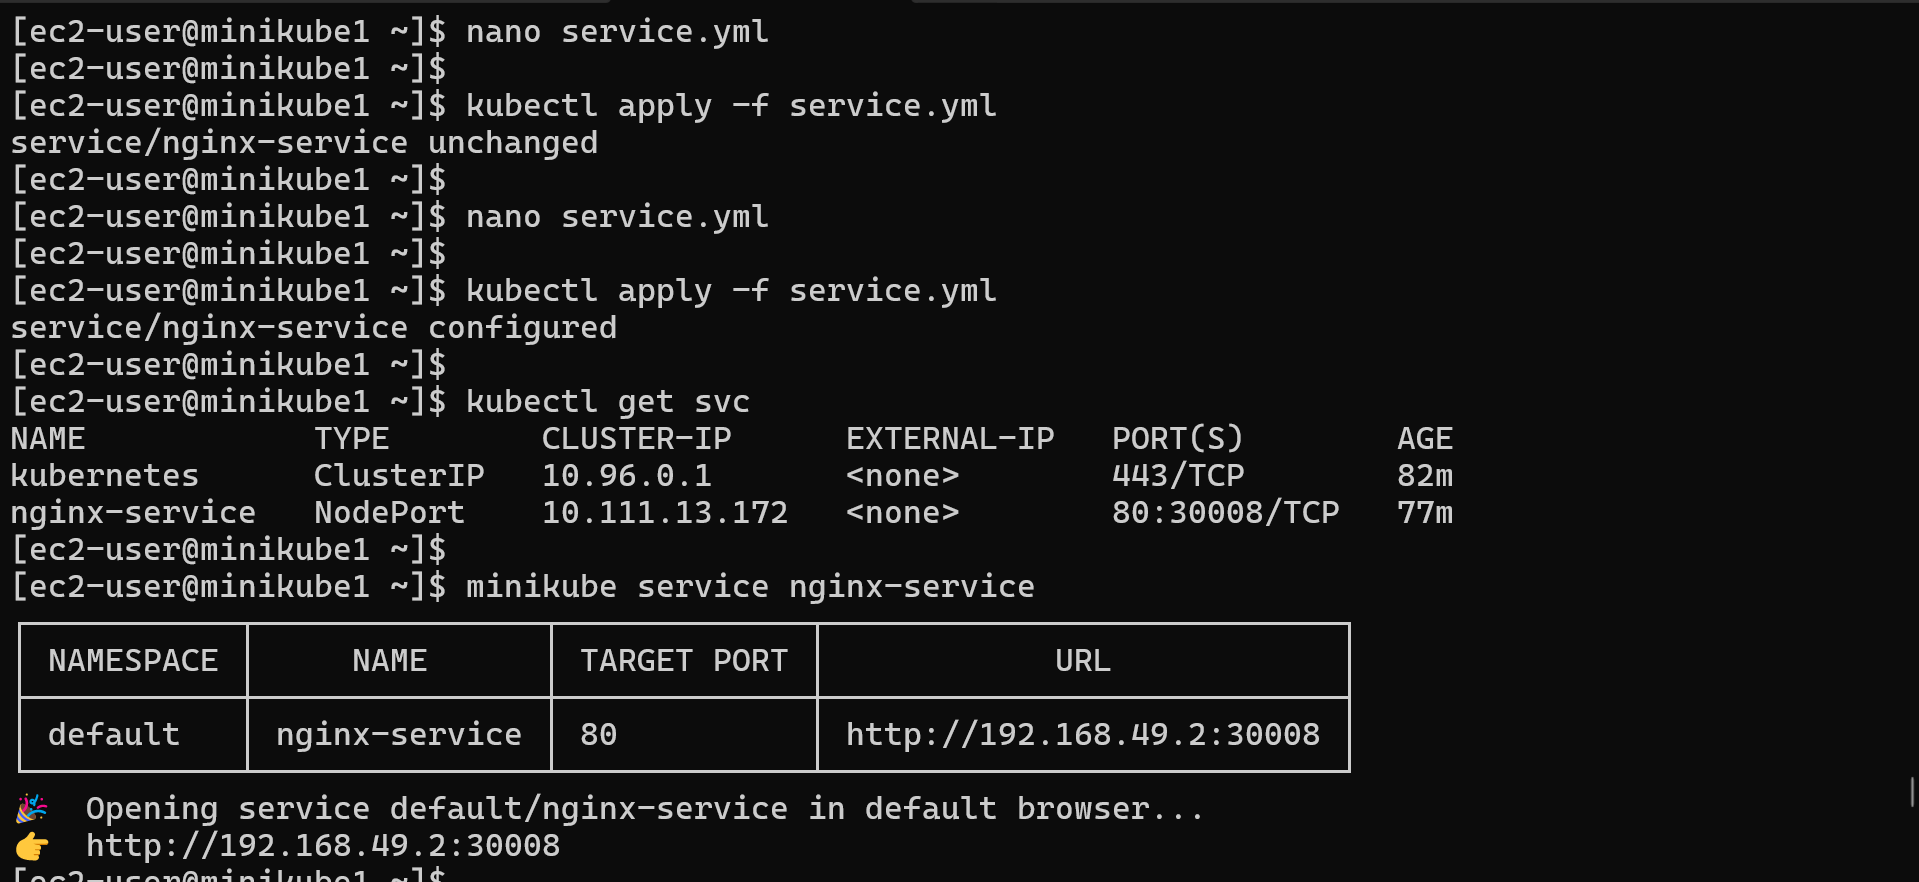 [ec2-user@minikube1 ~]$ nano service.yml
[ec2-user@minikube1 ~]$
[ec2-user@minikube1 ~]$ kubectl apply -f service.yml
service/nginx-service unchanged
[ec2-user@minikube1 ~]$
[ec2-user@minikube1 ~]$ nano service.yml
[ec2-user@minikube1 ~]$
[ec2-user@minikube1 ~]$ kubectl apply -f service.yml
service/nginx-service configured
[ec2-user@minikube1 ~]$
[ec2-user@minikube1 ~]$ kubectl get svc
NAME            TYPE        CLUSTER-IP      EXTERNAL-IP   PORT(S)        AGE
kubernetes      ClusterIP   10.96.0.1       <none>        443/TCP        82m
nginx-service   NodePort    10.111.13.172   <none>        80:30008/TCP   77m
[ec2-user@minikube1 ~]$
[ec2-user@minikube1 ~]$ minikube service nginx-service
NAMESPACE NAME TARGET PORT URL
default nginx-service 80 http://192.168.49.2:30008
🎉 Opening service default/nginx-service in default browser...
👉 http://192.168.49.2:30008
[ec2-user@minikube1 ~]$